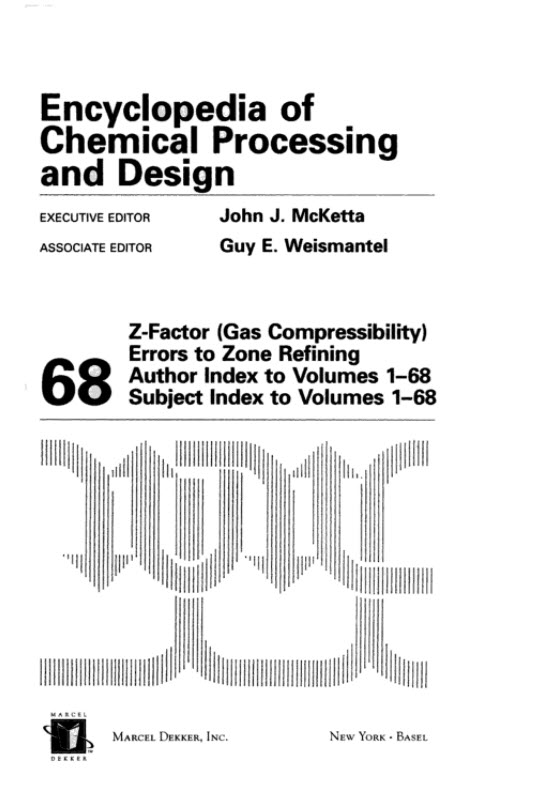 Encyclopedia of
Chemical Processing
and Design
EXECUTIVE EDITOR John J. McKetta
ASSOCIATE EDITOR Guy E. Weismantel
68
Z-Factor (Gas Compressibility)
Errors to Zone Refining
Author Index to Volumes 1–68
Subject Index to Volumes 1–68
MARCEL
DEKKER
MARCEL DEKKER, INC. NEW YORK • BASEL